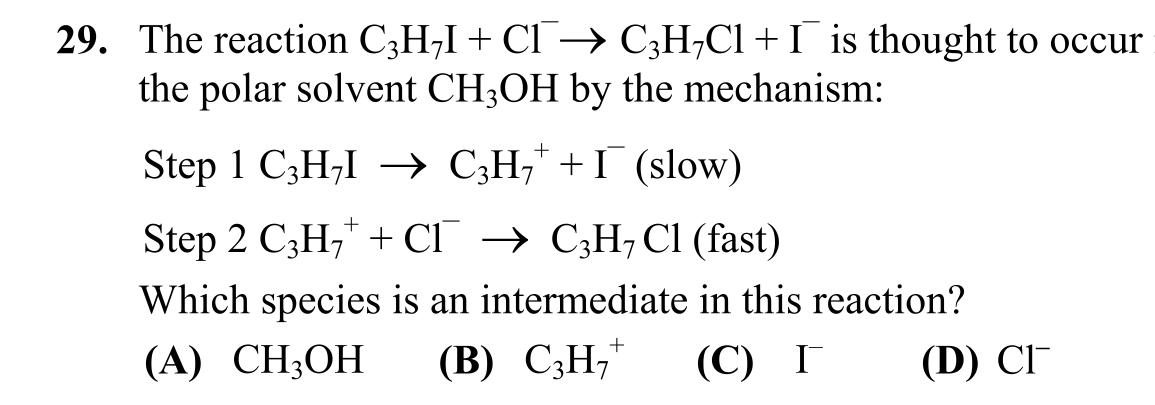 29. The reaction C₃H₇I + Cl⁻ → C₃H₇Cl + I⁻ is thought to occur
the polar solvent CH₃OH by the mechanism:
Step 1 C₃H₇I → C₃H₇⁺ + I⁻ (slow)
Step 2 C₃H₇⁺ + Cl⁻ → C₃H₇ Cl (fast)
Which species is an intermediate in this reaction?
(A) CH₃OH (B) C₃H₇⁺ (C) I⁻ (D) Cl⁻